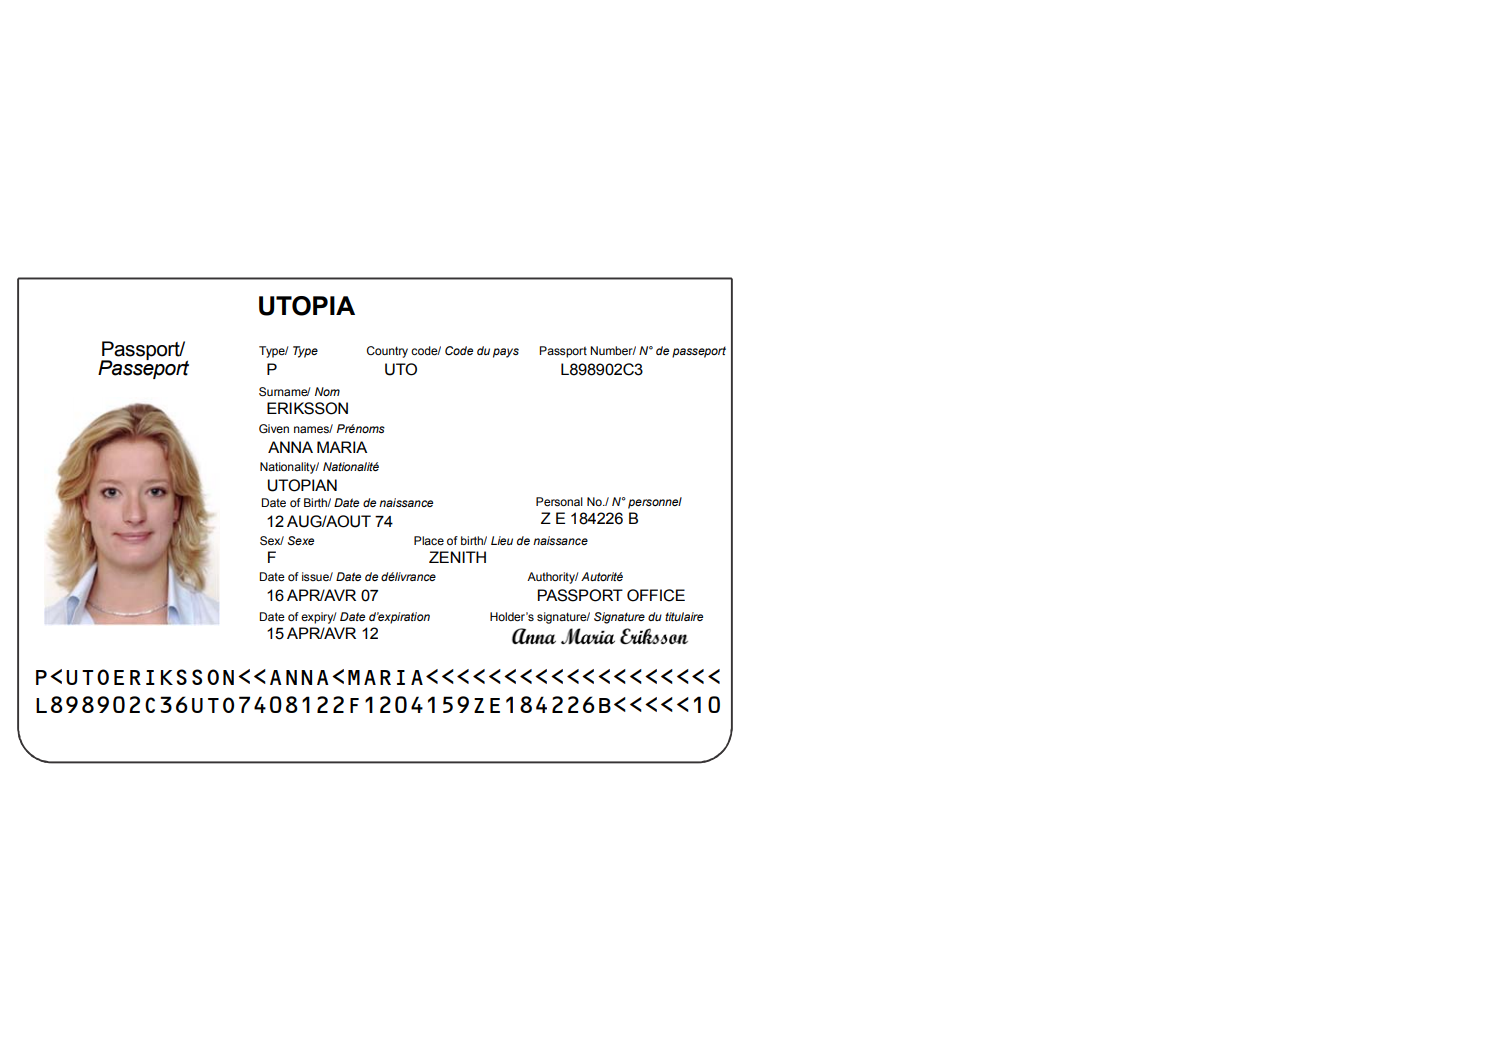 UTOPIA
Passport/
Passeport
Type/ Type Country code/ Code du pays Passport Number/ N° de passeport
P UTO L898902C3
Surname/ Nom
ERIKSSON
Given names/ Prénoms
ANNA MARIA
Nationality/ Nationalité
UTOPIAN
Date of Birth/ Date de naissance Personal No./ N° personnel
12 AUG/AOUT 74 Z E 184226 B
Sex/ Sexe Place of birth/ Lieu de naissance
F ZENITH
Date of issue/ Date de délivrance Authority/ Autorité
16 APR/AVR 07 PASSPORT OFFICE
Date of expiry/ Date d'expiration Holder's signature/ Signature du titulaire
15 APR/AVR 12 Anna Maria Eriksson
P<UTOERIKSSON<<ANNA<MARIA<<<<<<<<<<<<<<<<<<<
L898902C36UTO7408122F1204159ZE184226B<<<<<10